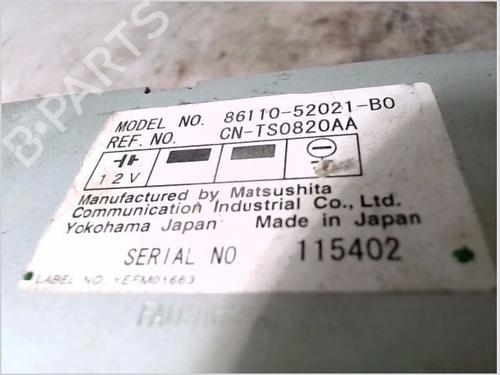 MODEL NO. 86110-52021-B0
REF. NO. CN-TS0820AA
12V
Manufactured by Matsushita
Communication Industrial Co., Ltd.
Yokohama Japan Made in Japan
SERIAL NO. 115402
LABEL NO. YEFM01663
B-PARTS